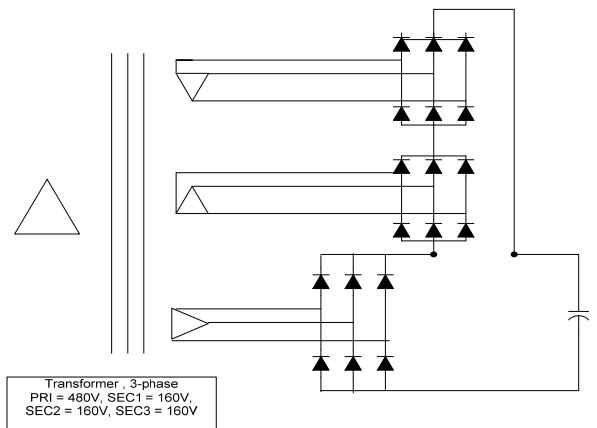 Transformer , 3-phase
PRI = 480V, SEC1 = 160V,
SEC2 = 160V, SEC3 = 160V